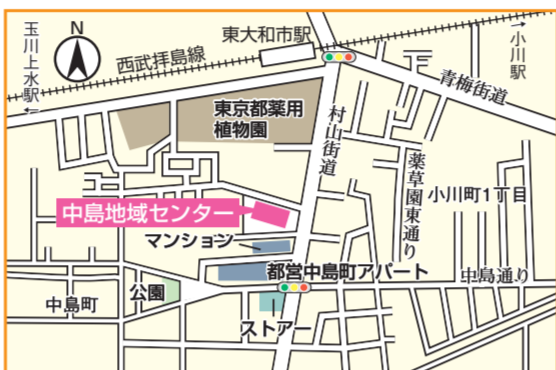 玉川上水駅
N
西武拝島線
東大和市駅
小川駅
青梅街道
東京都薬用
植物園
村山街道
薬草園東通り
小川町1丁目
中島地域センター
マンション
都営中島町アパート
中島通り
公園
中島町
ストアー